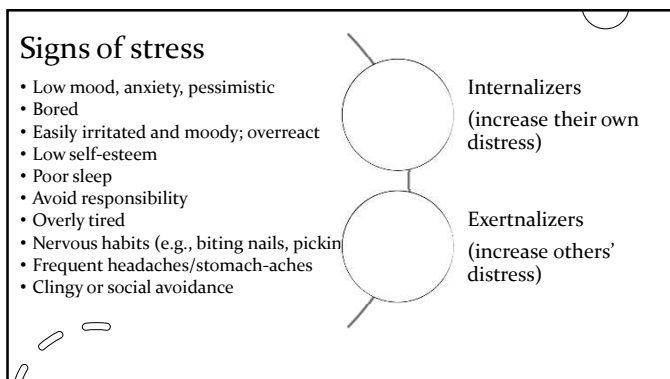 Signs of stress
• Low mood, anxiety, pessimistic
• Bored
• Easily irritated and moody; overreact
• Low self-esteem
• Poor sleep
• Avoid responsibility
• Overly tired
• Nervous habits (e.g., biting nails, pickin
• Frequent headaches/stomach-aches
• Clingy or social avoidance
Internalizers
(increase their own
distress)
Exertnalizers
(increase others’
distress)